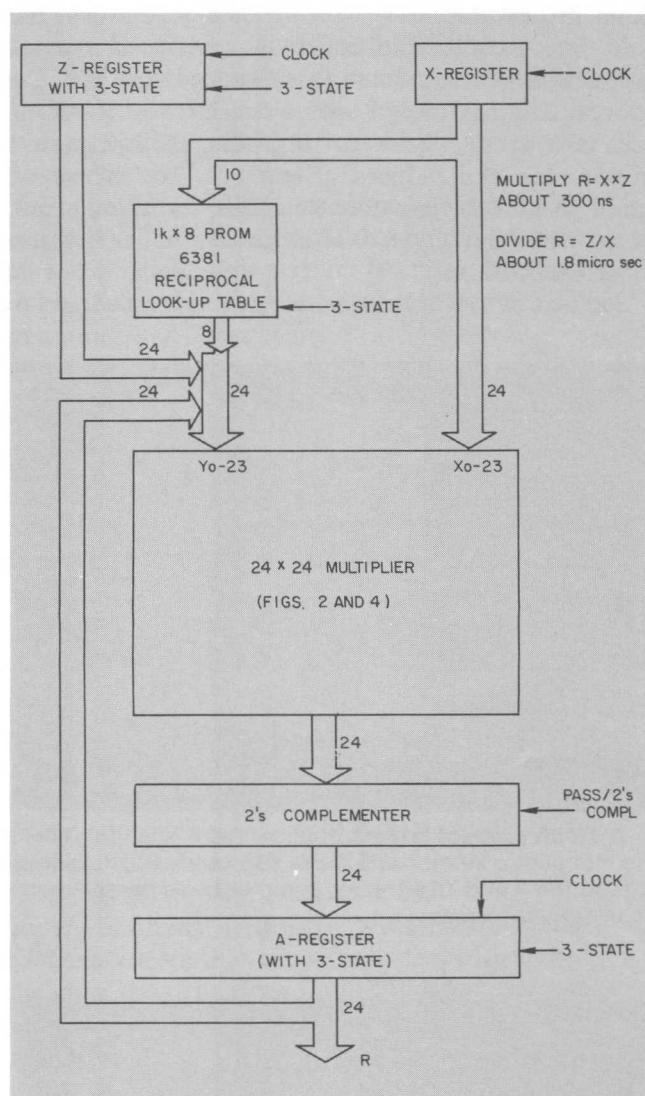 Z-REGISTER
WITH 3-STATE
CLOCK
3-STATE
X-REGISTER
CLOCK
10
MULTIPLY R=X×Z
ABOUT 300 ns
DIVIDE R = Z/X
ABOUT 1.8 micro sec
1k×8 PROM
6381
RECIPROCAL
LOOK-UP TABLE
3-STATE
8
24
24
24
24
Yo-23
Xo-23
24 × 24 MULTIPLIER
(FIGS. 2 AND 4)
24
2's COMPLEMENTER
PASS/2's
COMPL
24
CLOCK
A-REGISTER
(WITH 3-STATE)
3-STATE
24
R